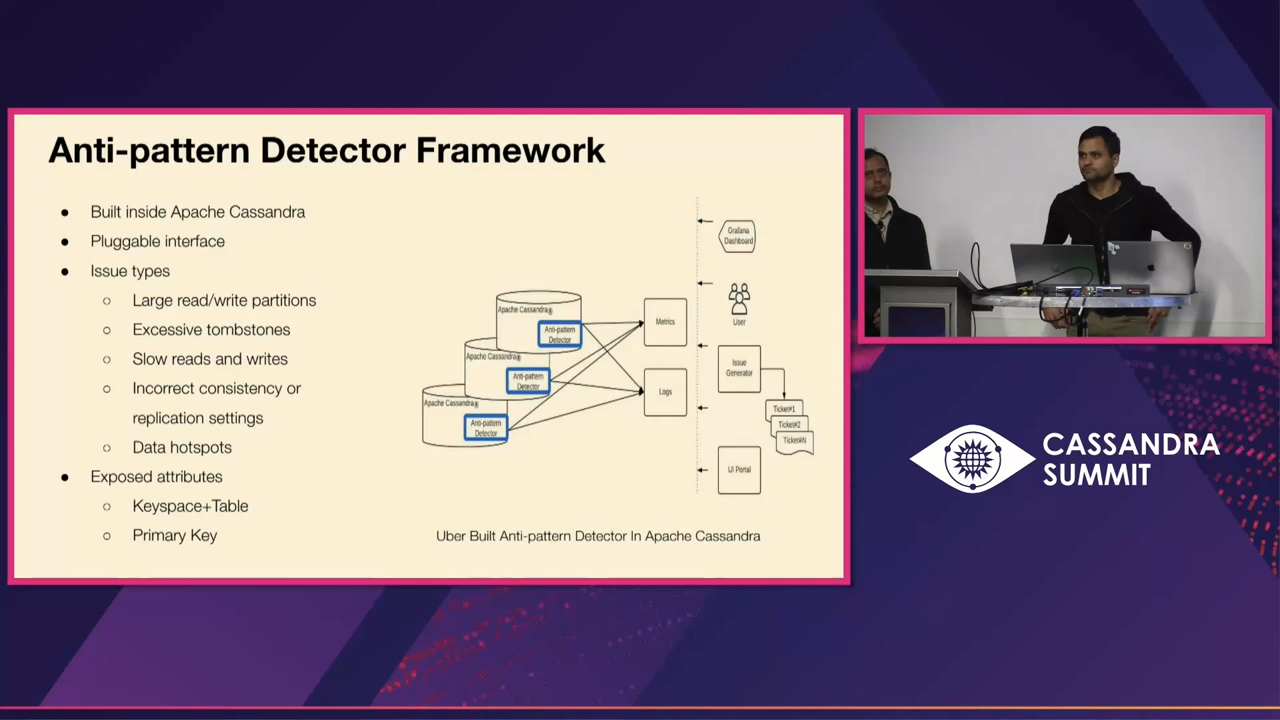 Anti-pattern Detector Framework
● Built inside Apache Cassandra
● Pluggable interface
● Issue types
○ Large read/write partitions
○ Excessive tombstones
○ Slow reads and writes
○ Incorrect consistency or
replication settings
○ Data hotspots
● Exposed attributes
○ Keyspace+Table
○ Primary Key
Apache Cassandra®
Anti-pattern
Detector
Apache Cassandra®
Anti-pattern
Detector
Apache Cassandra®
Anti-pattern
Detector
Metrics
Logs
Grafana
Dashboard
User
Issue
Generator
Ticket#1
Ticket#2
Ticket#N
UI Portal
Uber Built Anti-pattern Detector In Apache Cassandra
CASSANDRA
SUMMIT